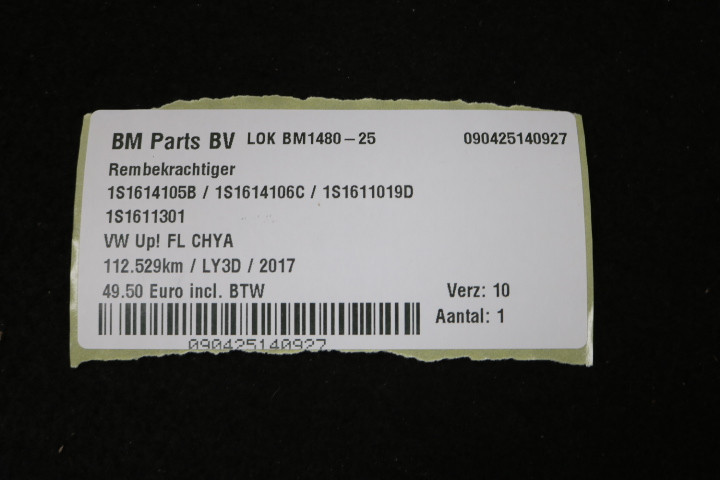 BM Parts BV LOK BM1480-25 090425140927
Rembekrachtiger
1S1614105B / 1S1614106C / 1S1611019D
1S1611301
VW Up! FL CHYA
112.529km / LY3D / 2017
49.50 Euro incl. BTW Verz: 10
Aantal: 1
090425140927